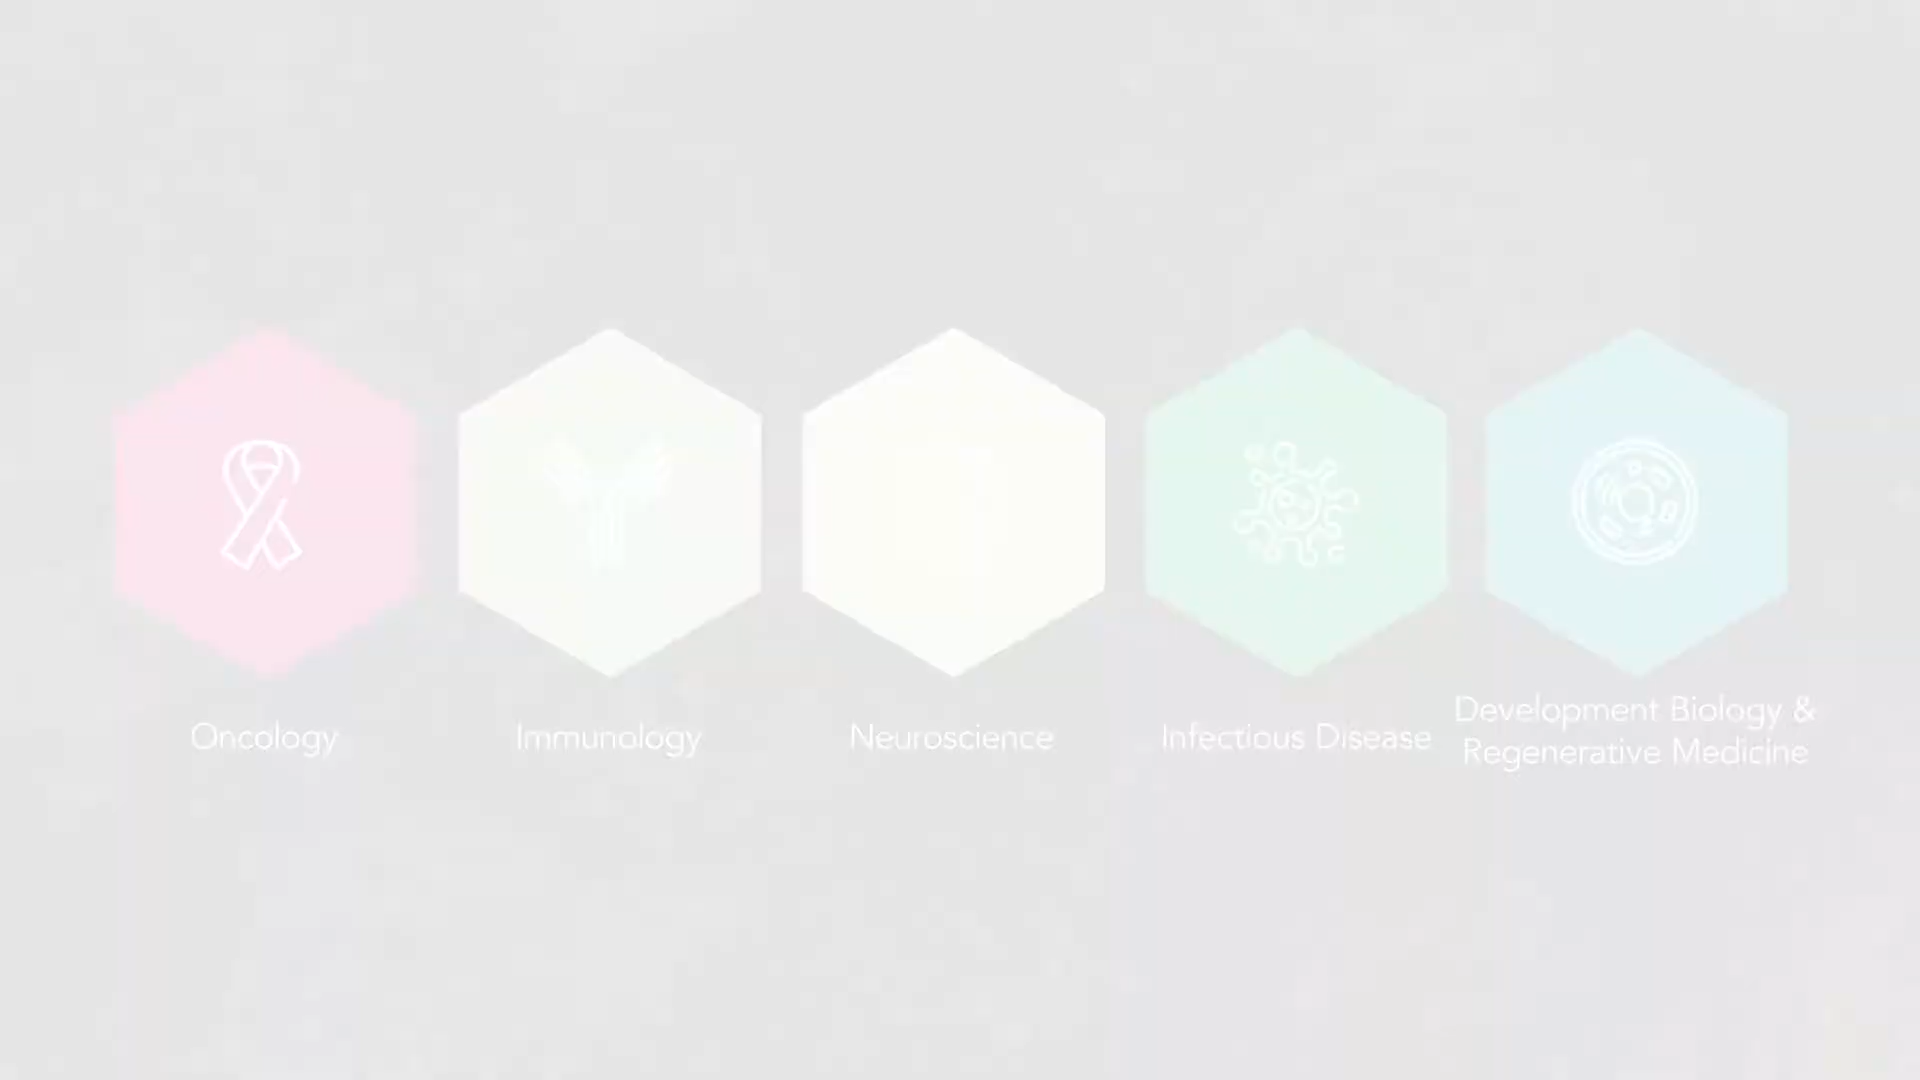 Oncology
Immunology
Neuroscience
Infectious Disease
Development Biology &
Regenerative Medicine